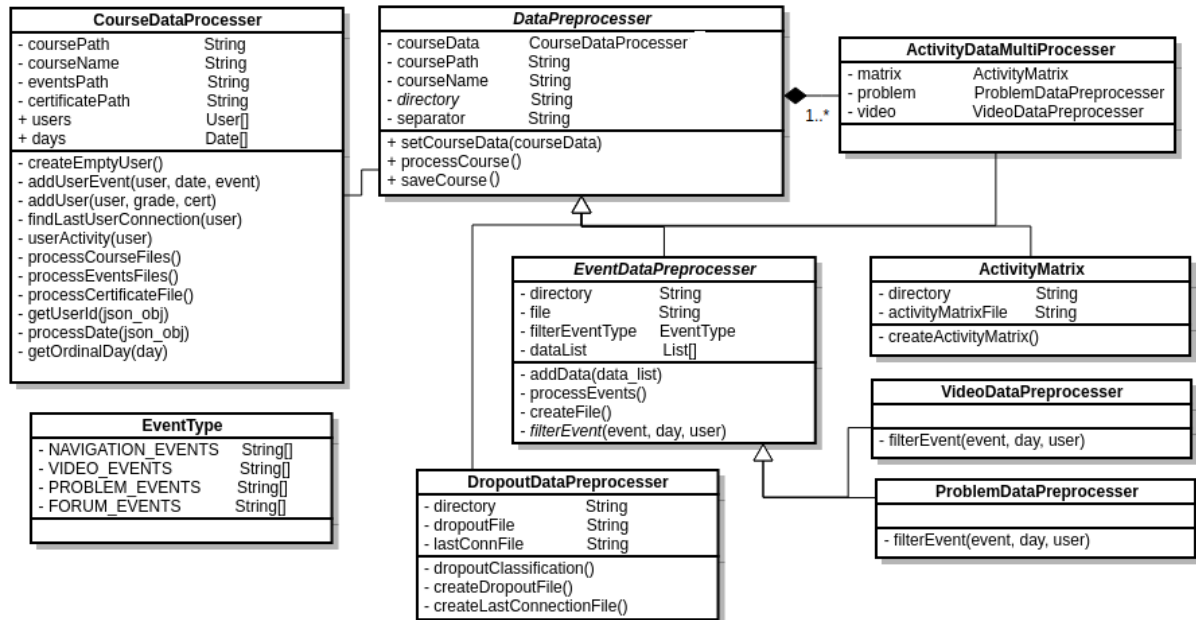 CourseDataProcesser
- coursePath String
- courseName String
- eventsPath String
- certificatePath String
+ users User[]
+ days Date[]
- createEmptyUser()
- addUserEvent(user, date, event)
- addUser(user, grade, cert)
- findLastUserConnection(user)
- userActivity(user)
- processCourseFiles()
- processEventsFiles()
- processCertificateFile()
- getUserId(json_obj)
- processDate(json_obj)
- getOrdinalDay(day)
DataPreprocesser
- courseData CourseDataProcesser
- coursePath String
- courseName String
- directory String
- separator String
+ setCourseData(courseData)
+ processCourse()
+ saveCourse()
1..*
ActivityDataMultiProcesser
- matrix ActivityMatrix
- problem ProblemDataPreprocesser
- video VideoDataPreprocesser
EventDataPreprocesser
- directory String
- file String
- filterEventType EventType
- dataList List[]
- addData(data_list)
- processEvents()
- createFile()
- filterEvent(event, day, user)
ActivityMatrix
- directory String
- activityMatrixFile String
- createActivityMatrix()
VideoDataPreprocesser
- filterEvent(event, day, user)
ProblemDataPreprocesser
- filterEvent(event, day, user)
EventType
- NAVIGATION_EVENTS String[]
- VIDEO_EVENTS String[]
- PROBLEM_EVENTS String[]
- FORUM_EVENTS String[]
DropoutDataPreprocesser
- directory String
- dropoutFile String
- lastConnFile String
- dropoutClassification()
- createDropoutFile()
- createLastConnectionFile()